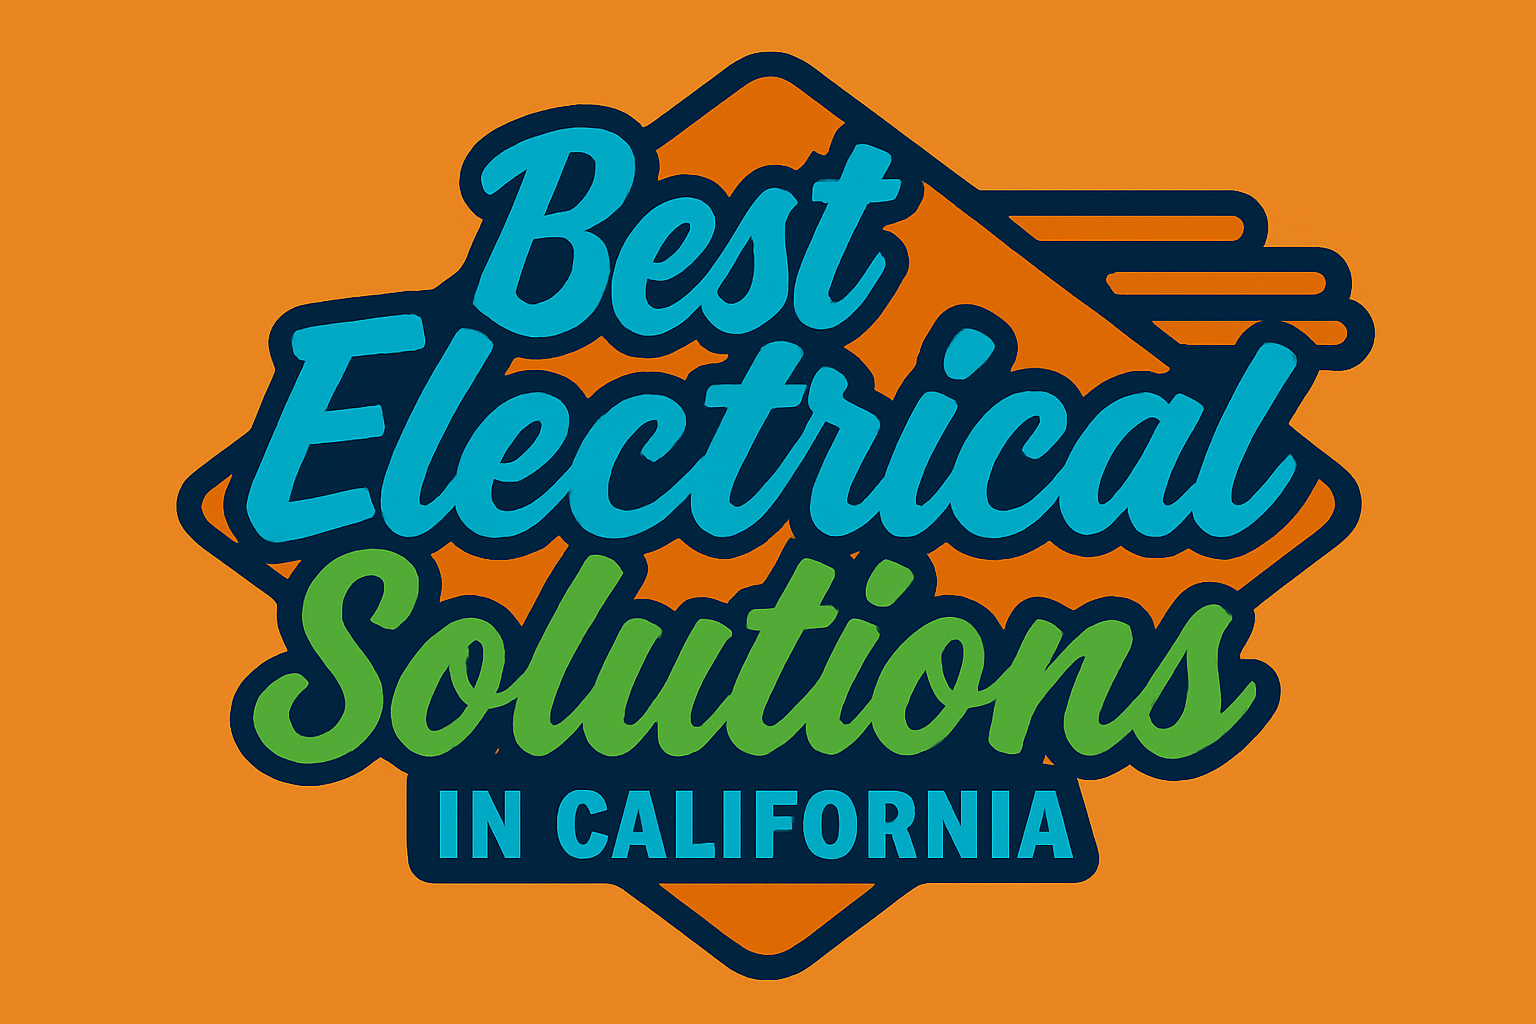 Best
Electrical
Solutions
IN CALIFORNIA